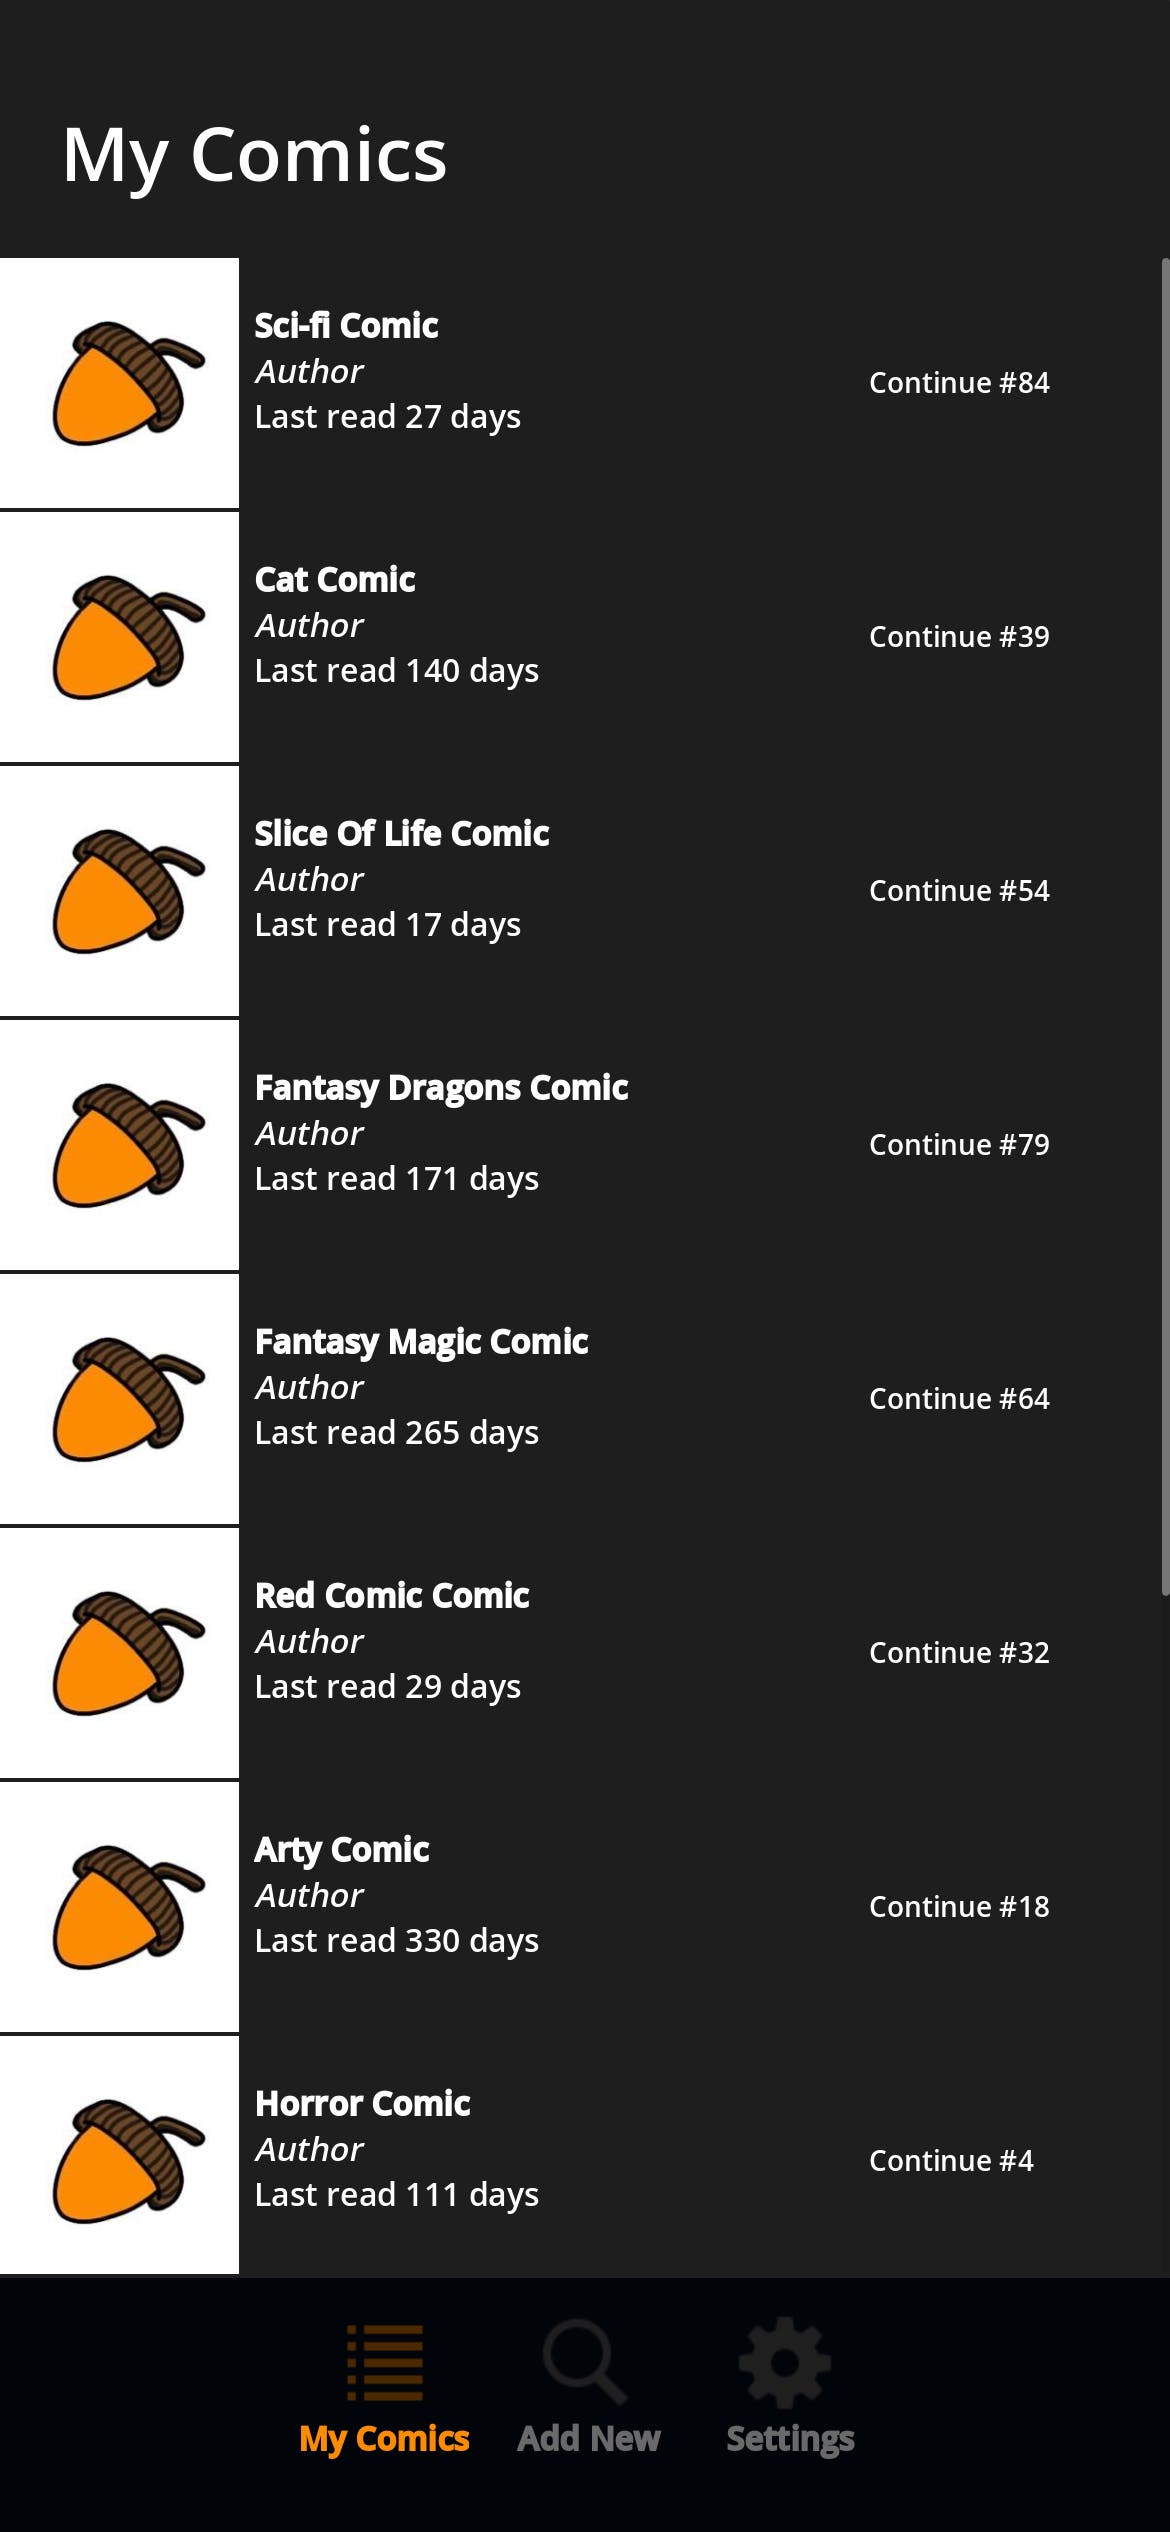 My Comics
Sci-fi Comic
Author
Last read 27 days
Continue #84
Cat Comic
Author
Last read 140 days
Continue #39
Slice Of Life Comic
Author
Last read 17 days
Continue #54
Fantasy Dragons Comic
Author
Last read 171 days
Continue #79
Fantasy Magic Comic
Author
Last read 265 days
Continue #64
Red Comic Comic
Author
Last read 29 days
Continue #32
Arty Comic
Author
Last read 330 days
Continue #18
Horror Comic
Author
Last read 111 days
Continue #4
My Comics
Add New
Settings